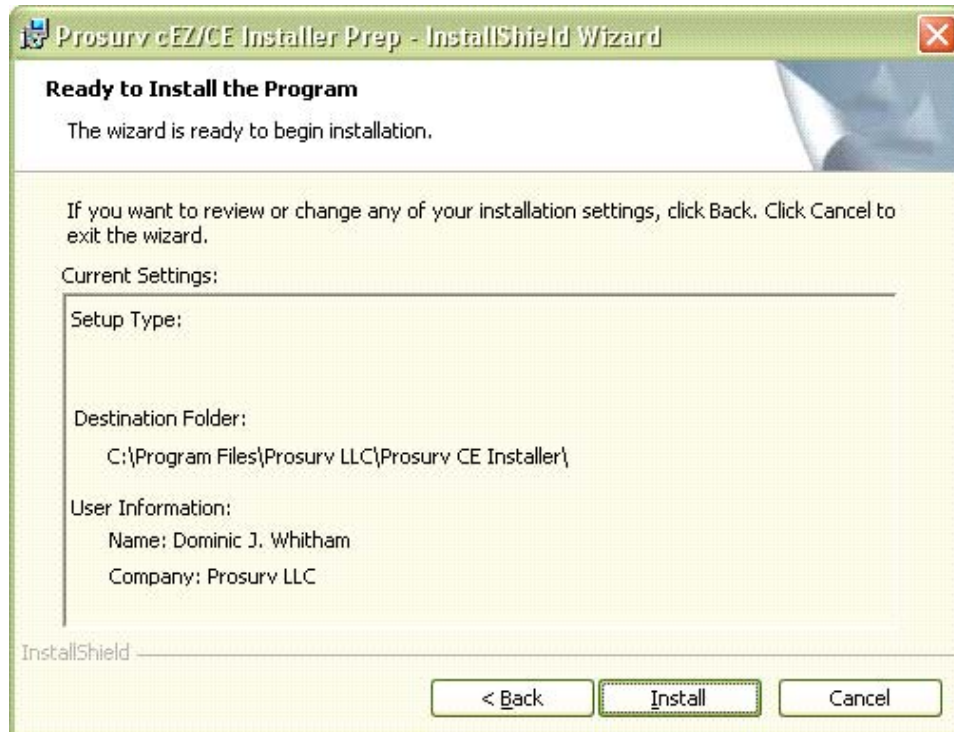 Prosurv cEZ/CE Installer Prep - InstallShield Wizard
Ready to Install the Program
The wizard is ready to begin installation.
If you want to review or change any of your installation settings, click Back. Click Cancel to
exit the wizard.
Current Settings:
Setup Type:
Destination Folder:
C:\Program Files\Prosurv LLC\Prosurv CE Installer\
User Information:
Name: Dominic J. Whitham
Company: Prosurv LLC
InstallShield
< Back Install Cancel